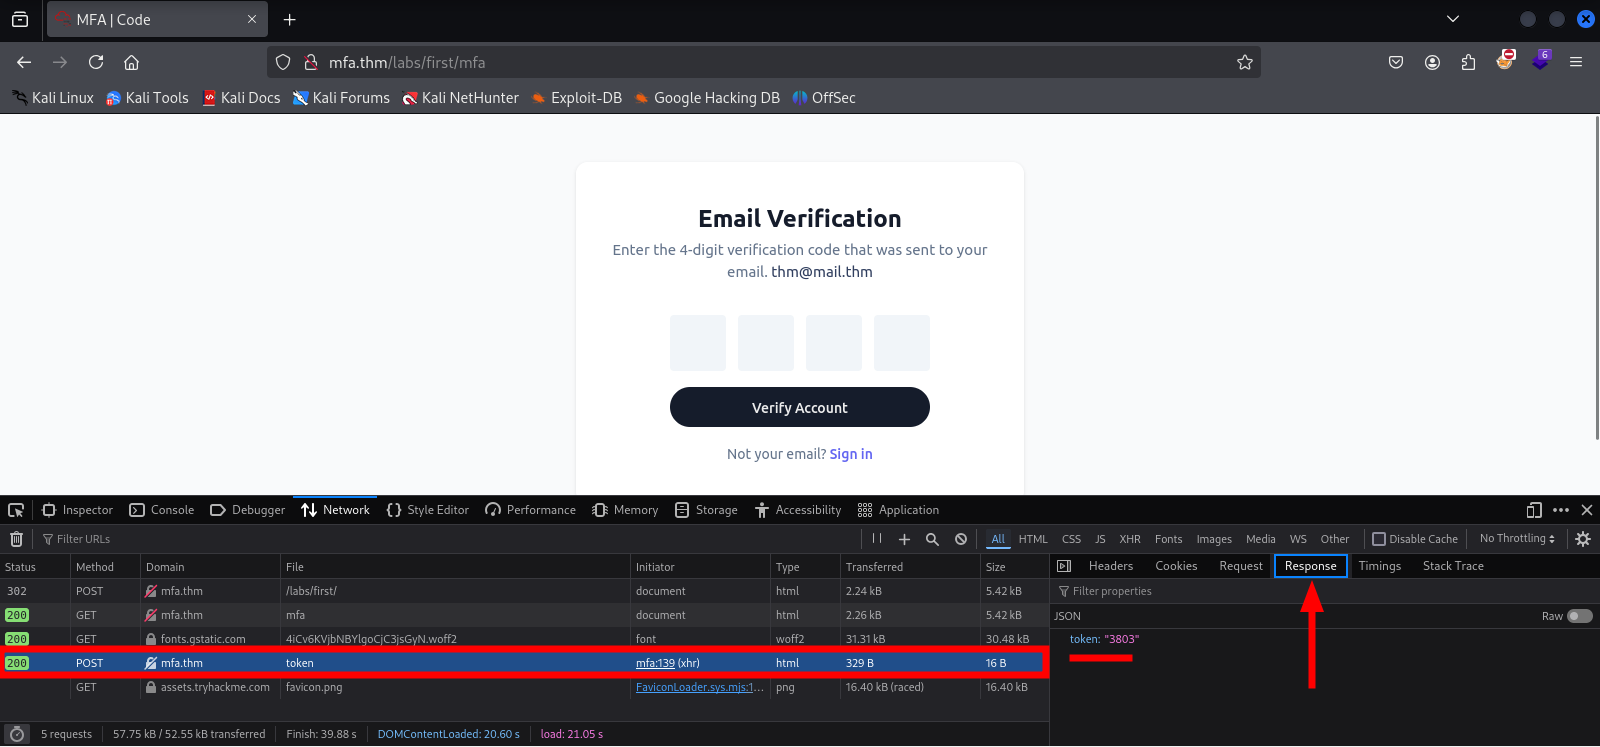 MFA | Code
mfa.thm/labs/first/mfa
6
Kali Linux Kali Tools Kali Docs Kali Forums Kali NetHunter Exploit-DB Google Hacking DB OffSec
Email Verification
Enter the 4-digit verification code that was sent to your
email. thm@mail.thm
Verify Account
Not your email? Sign in
Inspector Console Debugger Network Style Editor Performance Memory Storage Accessibility Application
Filter URLs All HTML CSS JS XHR Fonts Images Media WS Other Disable Cache No Throttling
Status Method Domain File Initiator Type Transferred Size
302 POST mfa.thm /labs/first/ document html 2.24 kB 5.42 kB
200 GET mfa.thm mfa document html 2.26 kB 5.42 kB
200 GET fonts.gstatic.com 4iCv6KVjbNBYlgoCjC3jsGyN.woff2 font woff2 31.31 kB 30.48 kB
200 POST mfa.thm token mfa:139 (xhr) html 329 B 16 B
GET assets.tryhackme.com favicon.png FaviconLoader.sys.mjs:1… png 16.40 kB (raced) 16.40 kB
5 requests 57.75 kB / 52.55 kB transferred Finish: 39.88 s DOMContentLoaded: 20.60 s load: 21.05 s
Headers Cookies Request Response Timings Stack Trace
Filter properties
JSON Raw
token: "3803"